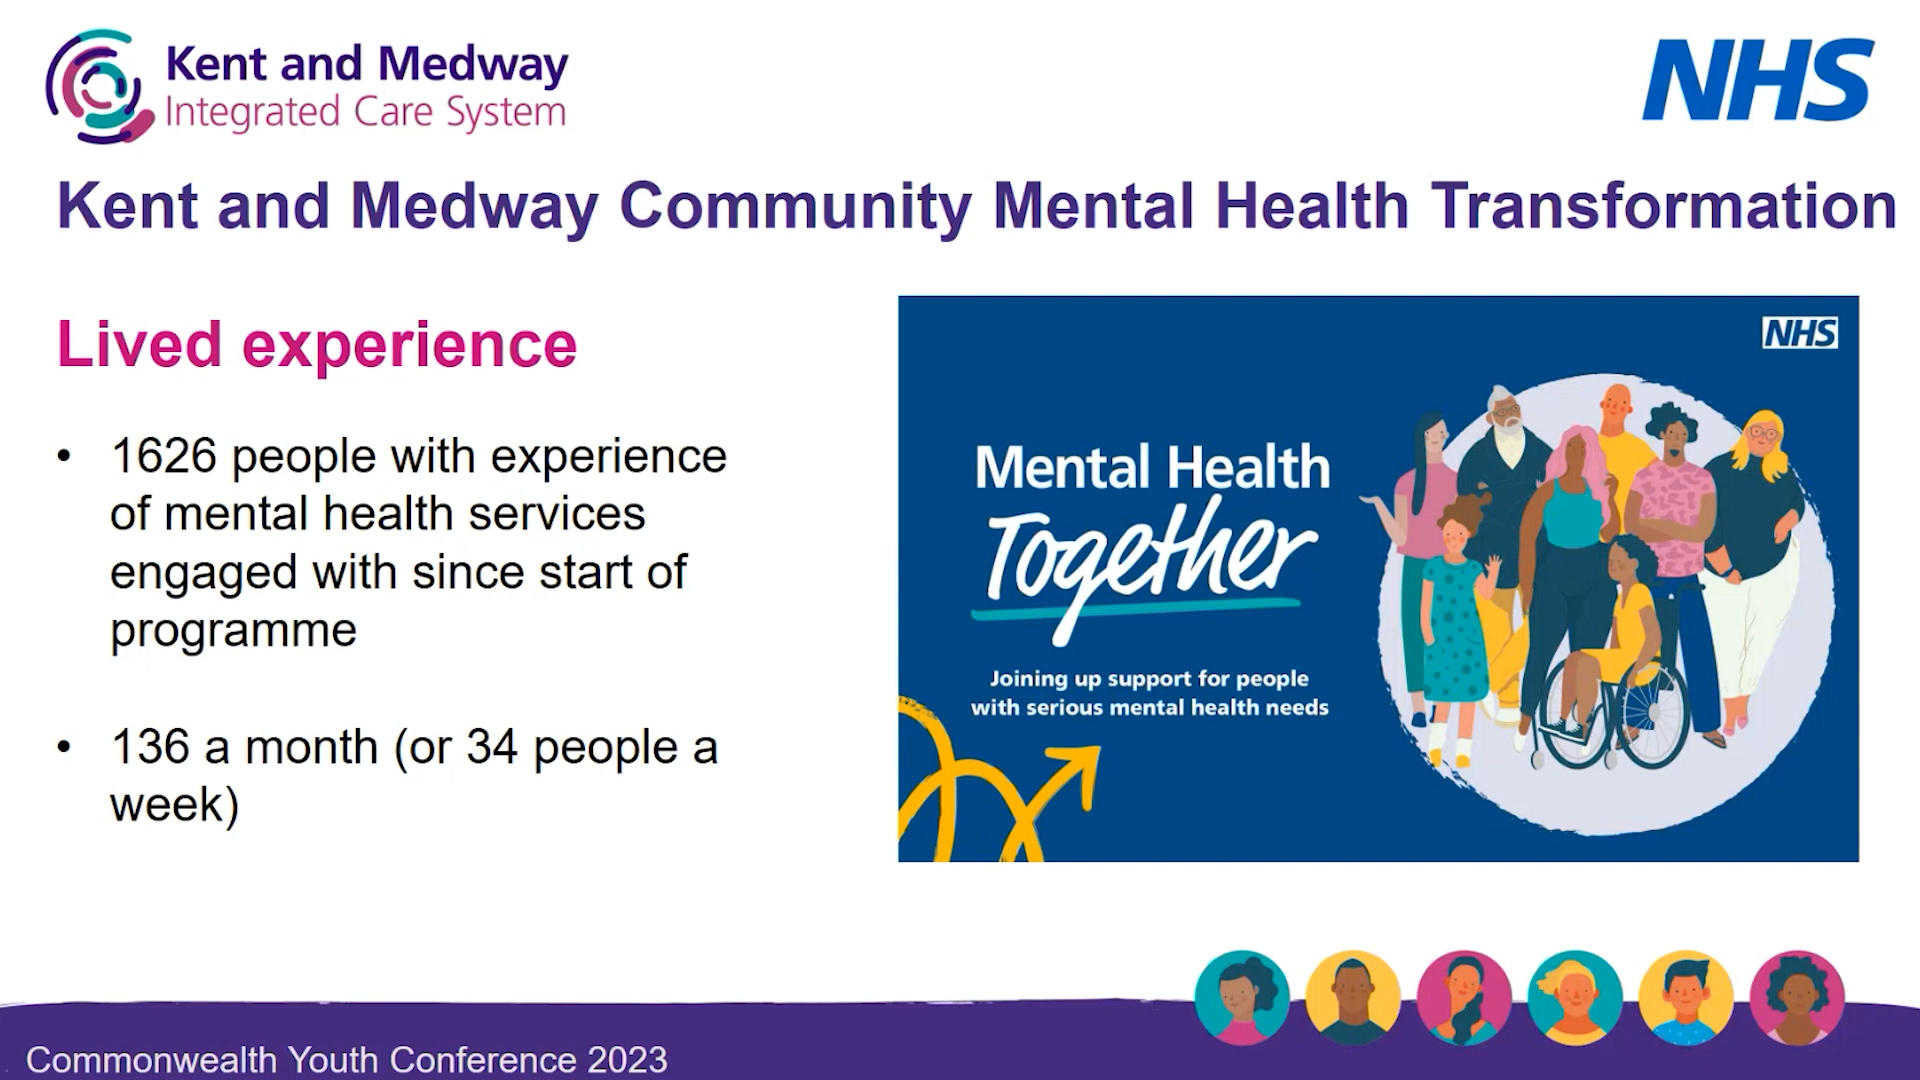 Kent and Medway
Integrated Care System
NHS
Kent and Medway Community Mental Health Transformation
Lived experience
• 1626 people with experience
of mental health services
engaged with since start of
programme
• 136 a month (or 34 people a
week)
NHS
Mental Health
Together
Joining up support for people
with serious mental health needs
Commonwealth Youth Conference 2023